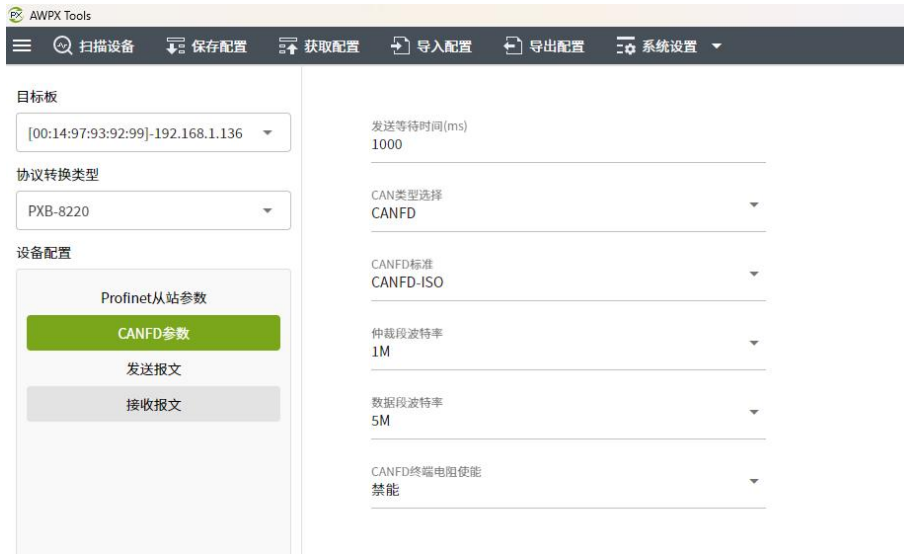 AWPX Tools
扫描设备 保存配置 获取配置 导入配置 导出配置 系统设置
目标板
[00:14:97:93:92:99]-192.168.1.136
协议转换类型
PXB-8220
设备配置
Profinet从站参数
CANFD参数
发送报文
接收报文
发送等待时间(ms)
1000
CAN类型选择
CANFD
CANFD标准
CANFD-ISO
仲裁段波特率
1M
数据段波特率
5M
CANFD终端电阻使能
禁能